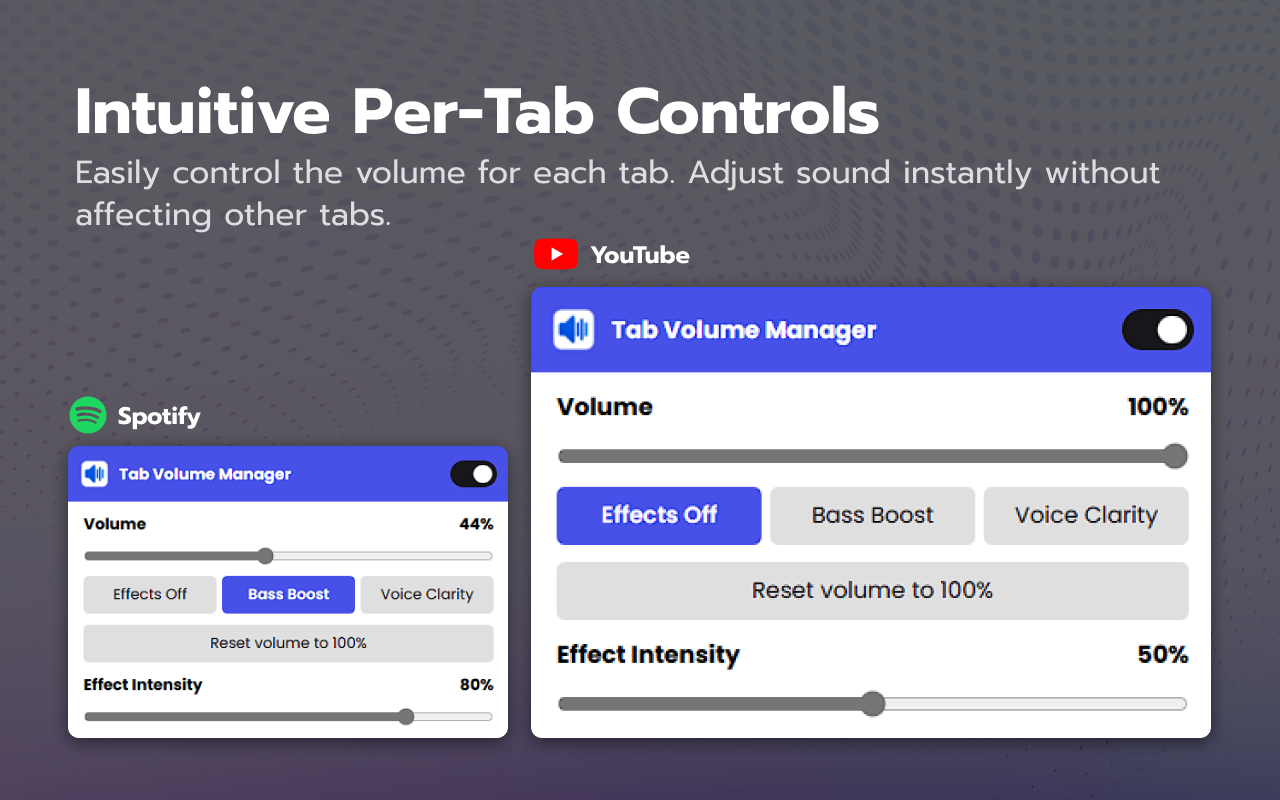 Intuitive Per-Tab Controls
Easily control the volume for each tab. Adjust sound instantly without
affecting other tabs.
YouTube
Tab Volume Manager
Volume 100%
Effects Off Bass Boost Voice Clarity
Reset volume to 100%
Effect Intensity 50%
Spotify
Tab Volume Manager
Volume 44%
Effects Off Bass Boost Voice Clarity
Reset volume to 100%
Effect Intensity 80%